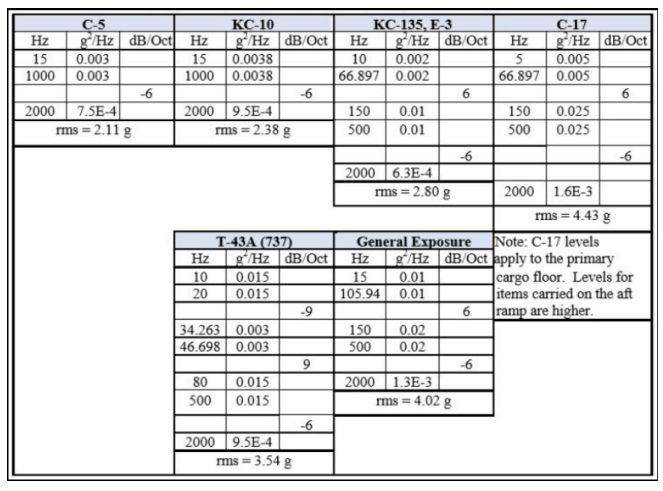 C-5 KC-10 KC-135, E-3 C-17
Hz g²/Hz dB/Oct Hz g²/Hz dB/Oct Hz g²/Hz dB/Oct Hz g²/Hz dB/Oct
15 0.003 15 0.0038 10 0.002 5 0.005
1000 0.003 1000 0.0038 66.897 0.002 66.897 0.005
-6 -6 6 6
2000 7.5E-4 2000 9.5E-4 150 0.01 150 0.025
rms = 2.11 g rms = 2.38 g 500 0.01 500 0.025
-6 -6
2000 6.3E-4
rms = 2.80 g 2000 1.6E-3
rms = 4.43 g
T-43A (737) General Exposure Note: C-17 levels
Hz g²/Hz dB/Oct Hz g²/Hz dB/Oct apply to the primary
10 0.015 15 0.01 cargo floor. Levels for
20 0.015 105.94 0.01 items carried on the aft
-9 6 ramp are higher.
34.263 0.003 150 0.02
46.698 0.003 500 0.02
9 -6
80 0.015 2000 1.3E-3
500 0.015 rms = 4.02 g
-6
2000 9.5E-4
rms = 3.54 g